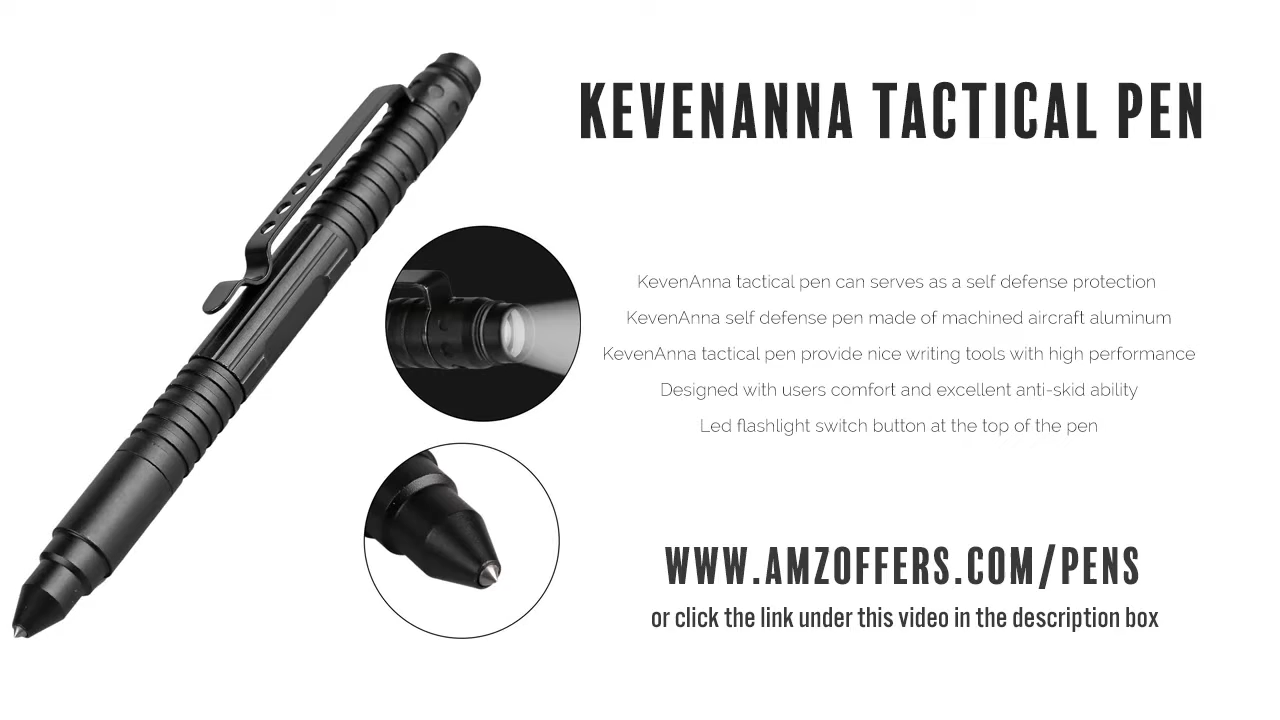 KEVENANNA TACTICAL PEN
KevenAnna tactical pen can serves as a self defense protection
KevenAnna self defense pen made of machined aircraft aluminum
KevenAnna tactical pen provide nice writing tools with high performance
Designed with users comfort and excellent anti-skid ability
Led flashlight switch button at the top of the pen
WWW.AMZOFFERS.COM/PENS
or click the link under this video in the description box